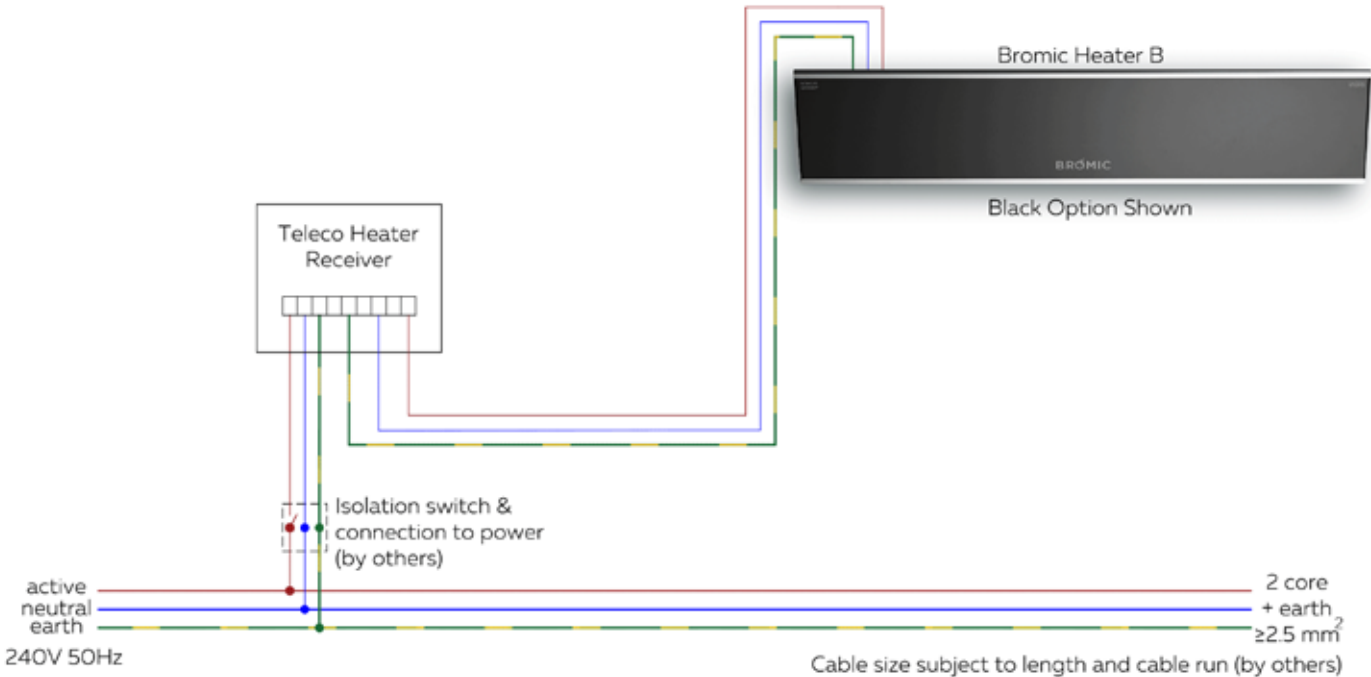 Bromic Heater B
BROMIC
Black Option Shown
Teleco Heater
Receiver
Isolation switch &
connection to power
(by others)
active
neutral
earth
240V 50Hz
2 core
+ earth
≥2.5 mm²
Cable size subject to length and cable run (by others)